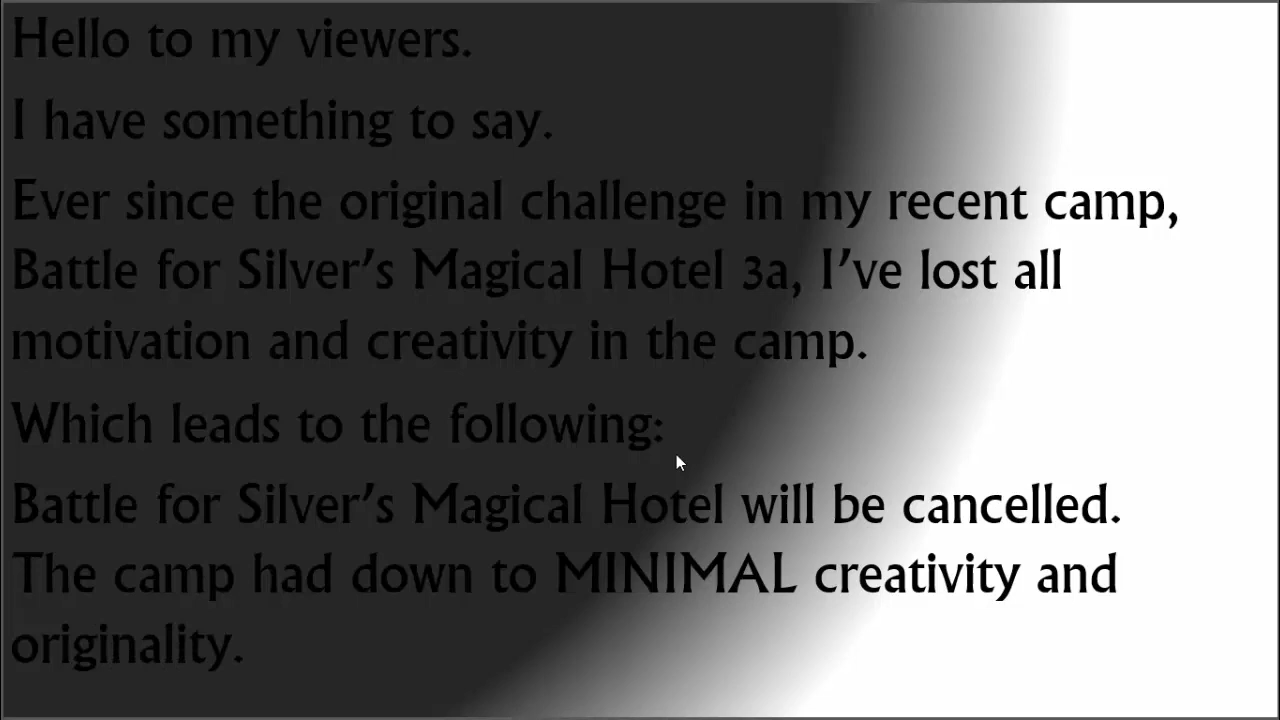 Hello to my viewers.
I have something to say.
Ever since the original challenge in my recent camp,
Battle for Silver’s Magical Hotel 3a, I’ve lost all
motivation and creativity in the camp.
Which leads to the following:
Battle for Silver’s Magical Hotel will be cancelled.
The camp had down to MINIMAL creativity and
originality.